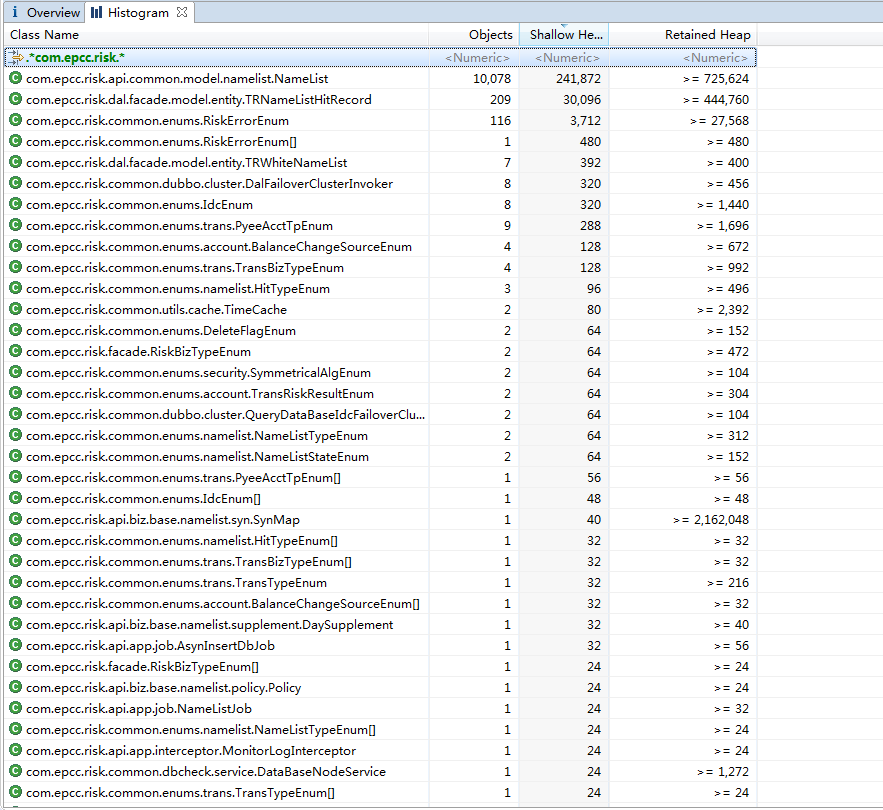 Overview Histogram
Class Name Objects Shallow He... Retained Heap
.*com.epcc.risk.* <Numeric> <Numeric> <Numeric>
com.epcc.risk.api.common.model.namelist.NameList 10,078 241,872 >= 725,624
com.epcc.risk.dal.facade.model.entity.TRNameListHitRecord 209 30,096 >= 444,760
com.epcc.risk.common.enums.RiskErrorEnum 116 3,712 >= 27,568
com.epcc.risk.common.enums.RiskErrorEnum[] 1 480 >= 480
com.epcc.risk.dal.facade.model.entity.TRWhiteNameList 7 392 >= 400
com.epcc.risk.common.dubbo.cluster.DalFailoverClusterInvoker 8 320 >= 456
com.epcc.risk.common.enums.IdcEnum 8 320 >= 1,440
com.epcc.risk.common.enums.trans.PyeeAcctTpEnum 9 288 >= 1,696
com.epcc.risk.common.enums.account.BalanceChangeSourceEnum 4 128 >= 672
com.epcc.risk.common.enums.trans.TransBizTypeEnum 4 128 >= 992
com.epcc.risk.common.enums.namelist.HitTypeEnum 3 96 >= 496
com.epcc.risk.common.utils.cache.TimeCache 2 80 >= 2,392
com.epcc.risk.common.enums.DeleteFlagEnum 2 64 >= 152
com.epcc.risk.facade.RiskBizTypeEnum 2 64 >= 472
com.epcc.risk.common.enums.security.SymmetricalAlgEnum 2 64 >= 104
com.epcc.risk.common.enums.account.TransRiskResultEnum 2 64 >= 304
com.epcc.risk.common.dubbo.cluster.QueryDataBaseIdcFailoverClu... 2 64 >= 104
com.epcc.risk.common.enums.namelist.NameListTypeEnum 2 64 >= 312
com.epcc.risk.common.enums.namelist.NameListStateEnum 2 64 >= 152
com.epcc.risk.common.enums.trans.PyeeAcctTpEnum[] 1 56 >= 56
com.epcc.risk.common.enums.IdcEnum[] 1 48 >= 48
com.epcc.risk.api.biz.base.namelist.syn.SynMap 1 40 >= 2,162,048
com.epcc.risk.common.enums.namelist.HitTypeEnum[] 1 32 >= 32
com.epcc.risk.common.enums.trans.TransBizTypeEnum[] 1 32 >= 32
com.epcc.risk.common.enums.trans.TransTypeEnum 1 32 >= 216
com.epcc.risk.common.enums.account.BalanceChangeSourceEnum[] 1 32 >= 32
com.epcc.risk.api.biz.base.namelist.supplement.DaySupplement 1 32 >= 40
com.epcc.risk.api.app.job.AsynInsertDbJob 1 32 >= 56
com.epcc.risk.facade.RiskBizTypeEnum[] 1 24 >= 24
com.epcc.risk.api.biz.base.namelist.policy.Policy 1 24 >= 24
com.epcc.risk.api.app.job.NameListJob 1 24 >= 32
com.epcc.risk.common.enums.namelist.NameListTypeEnum[] 1 24 >= 24
com.epcc.risk.api.app.interceptor.MonitorLogInterceptor 1 24 >= 24
com.epcc.risk.common.dbcheck.service.DataBaseNodeService 1 24 >= 1,272
com.epcc.risk.common.enums.trans.TransTypeEnum[] 1 24 >= 24